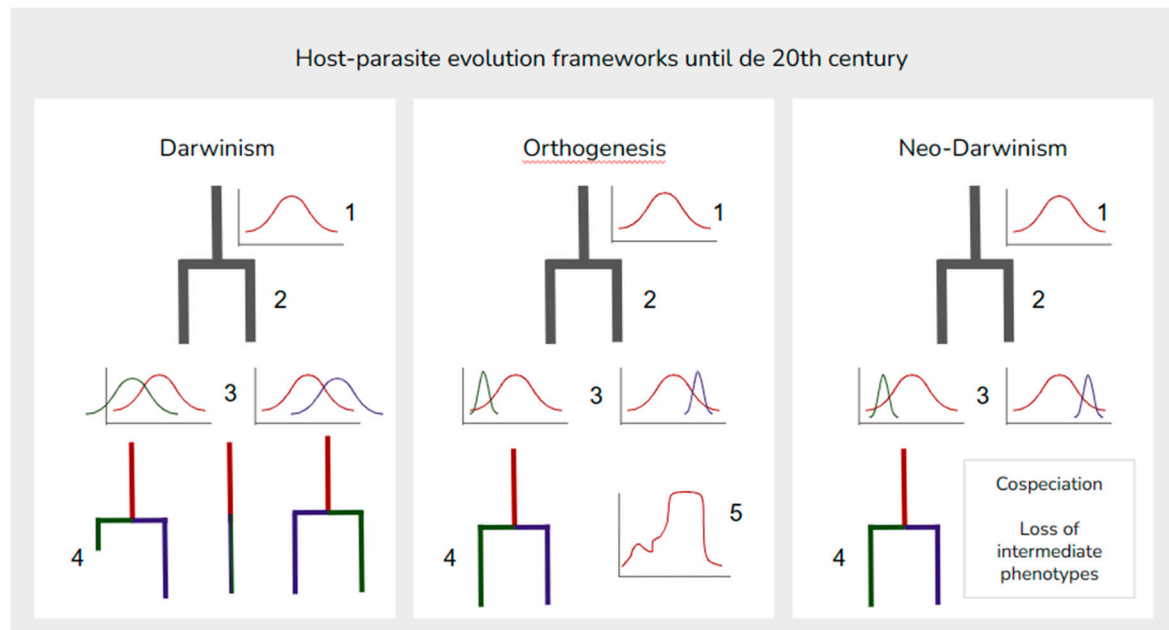 Host-parasite evolution frameworks until de 20th century
Darwinism
1
2
3
4
Orthogenesis
1
2
3
4
5
Neo-Darwinism
1
2
3
4
Cospeciation
Loss of
intermediate
phenotypes